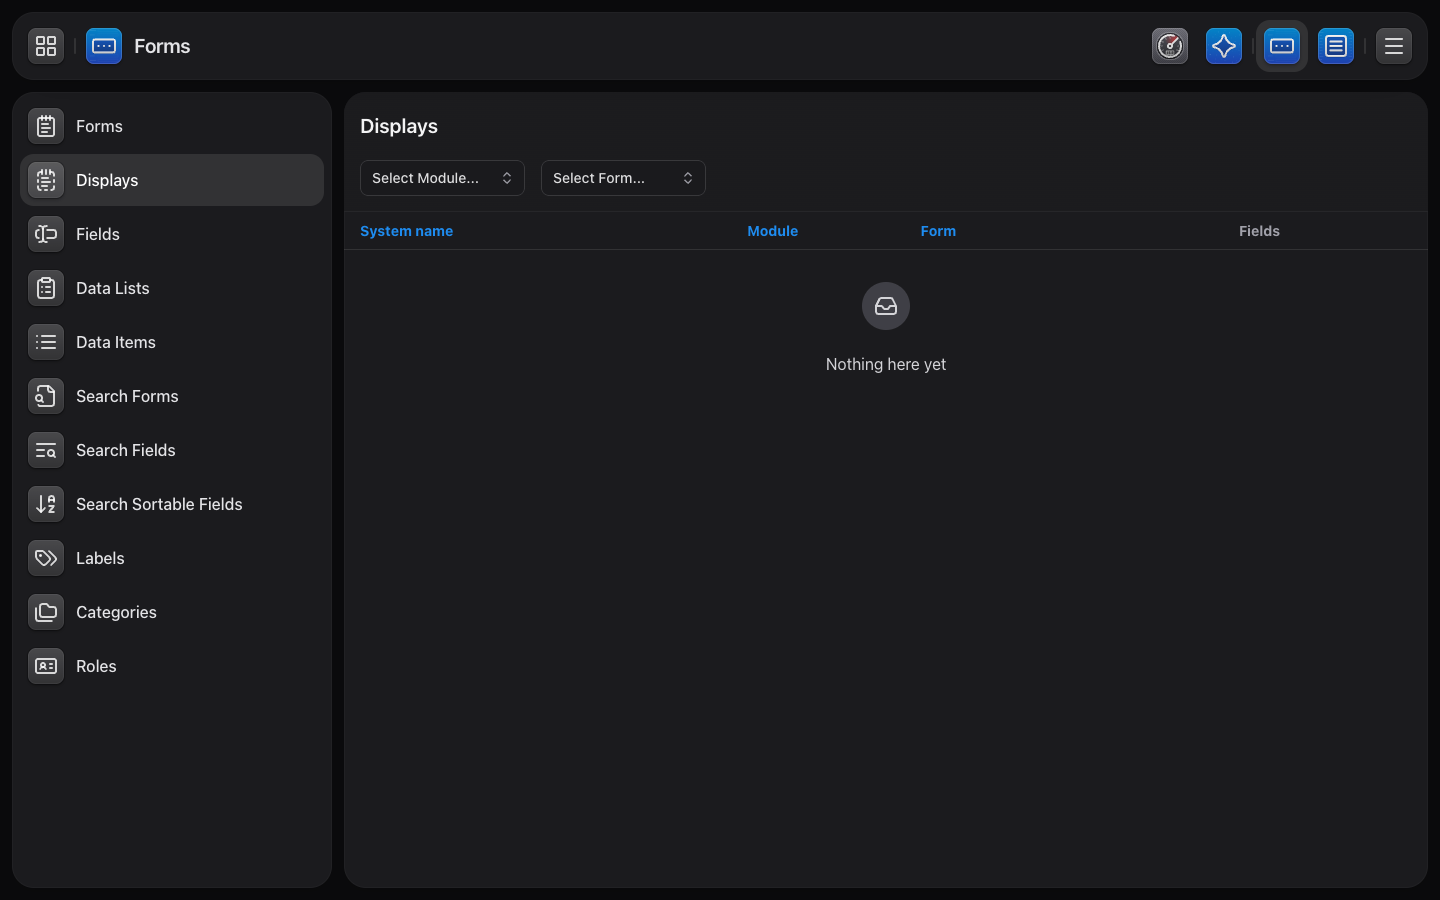 Forms
Forms
Displays
Fields
Data Lists
Data Items
Search Forms
Search Fields
Search Sortable Fields
Labels
Categories
Roles
Displays
Select Module...
Select Form...
System name
Module
Form
Fields
Nothing here yet